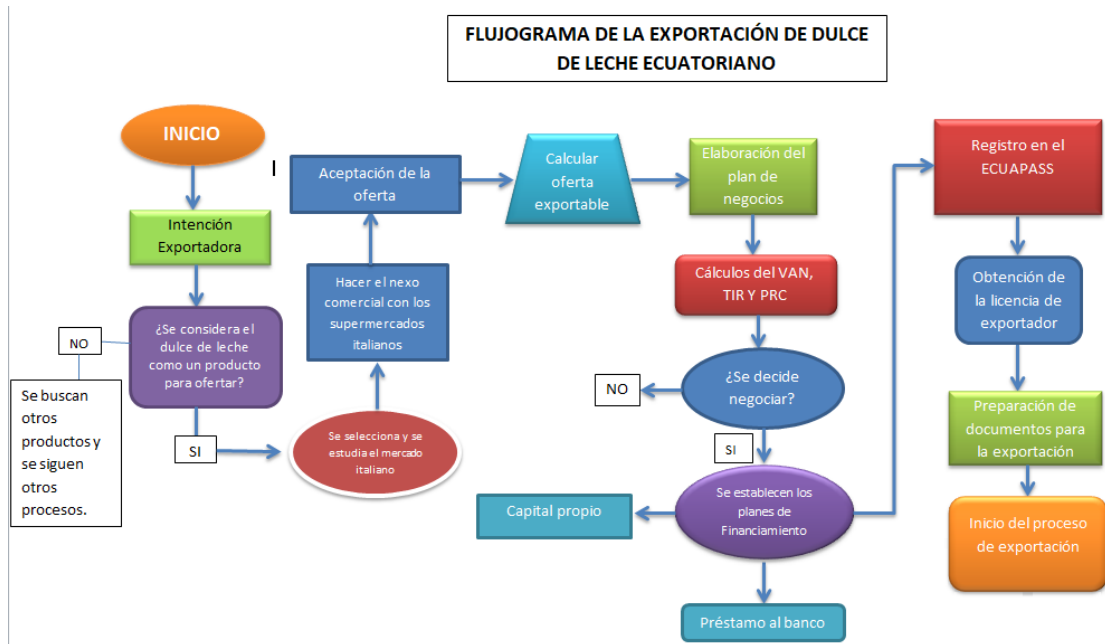 FLUJOGRAMA DE LA EXPORTACIÓN DE DULCE
DE LECHE ECUATORIANO
INICIO
Intención
Exportadora
¿Se considera el
dulce de leche
como un producto
para ofertar?
NO
Se buscan
otros
productos y
se siguen
otros
procesos.
SI
Se selecciona y se
estudia el mercado
italiano
Hacer el nexo
comercial con los
supermercados
italianos
Aceptación de la
oferta
Calcular
oferta
exportable
Elaboración del
plan de
negocios
Cálculos del VAN,
TIR Y PRC
¿Se decide
negociar?
NO
SI
Se establecen los
planes de
Financiamiento
Capital propio
Préstamo al banco
Registro en el
ECUAPASS
Obtención de
la licencia de
exportador
Preparación de
documentos para
la exportación
Inicio del proceso
de exportación